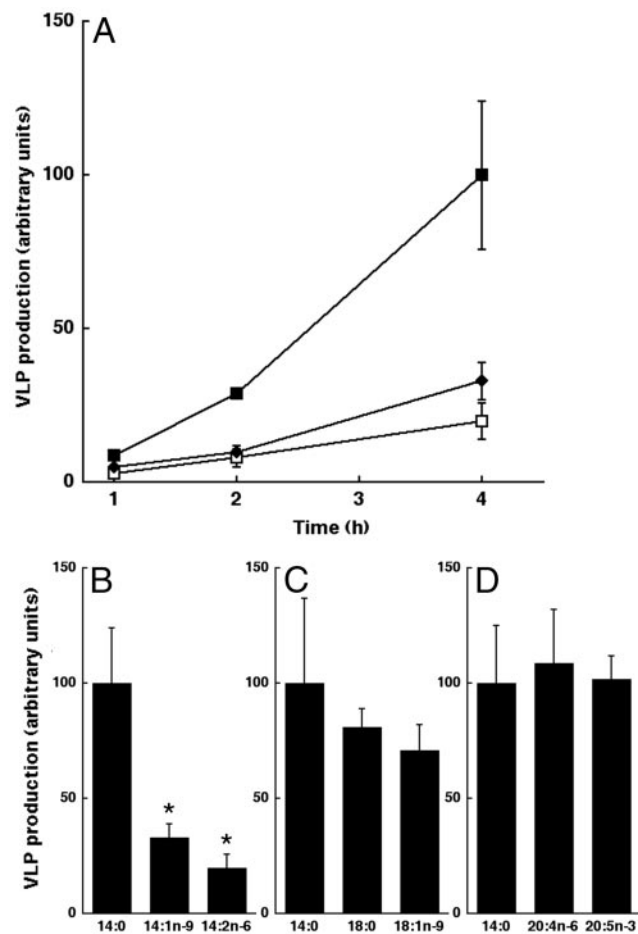 A
150
100
50
0
VLP production (arbitrary units)
1 2 3 4
Time (h)
B
150
100
50
0
VLP production (arbitrary units)
*
*
14:0 14:1n-9 14:2n-6
C
150
100
50
0
14:0 18:0 18:1n-9
D
150
100
50
0
14:0 20:4n-6 20:5n-3